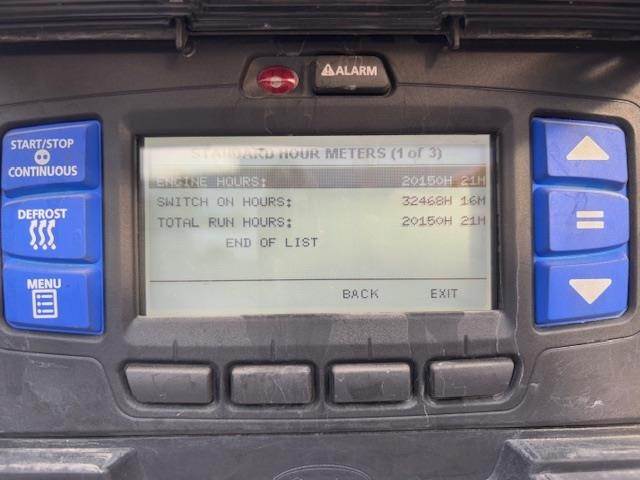 ALARM
START/STOP
CONTINUOUS
DEFROST
MENU
STANDARD HOUR METERS (1 of 3)
ENGINE HOURS: 20150H 21M
SWITCH ON HOURS: 32468H 16M
TOTAL RUN HOURS: 20150H 21M
END OF LIST
BACK EXIT